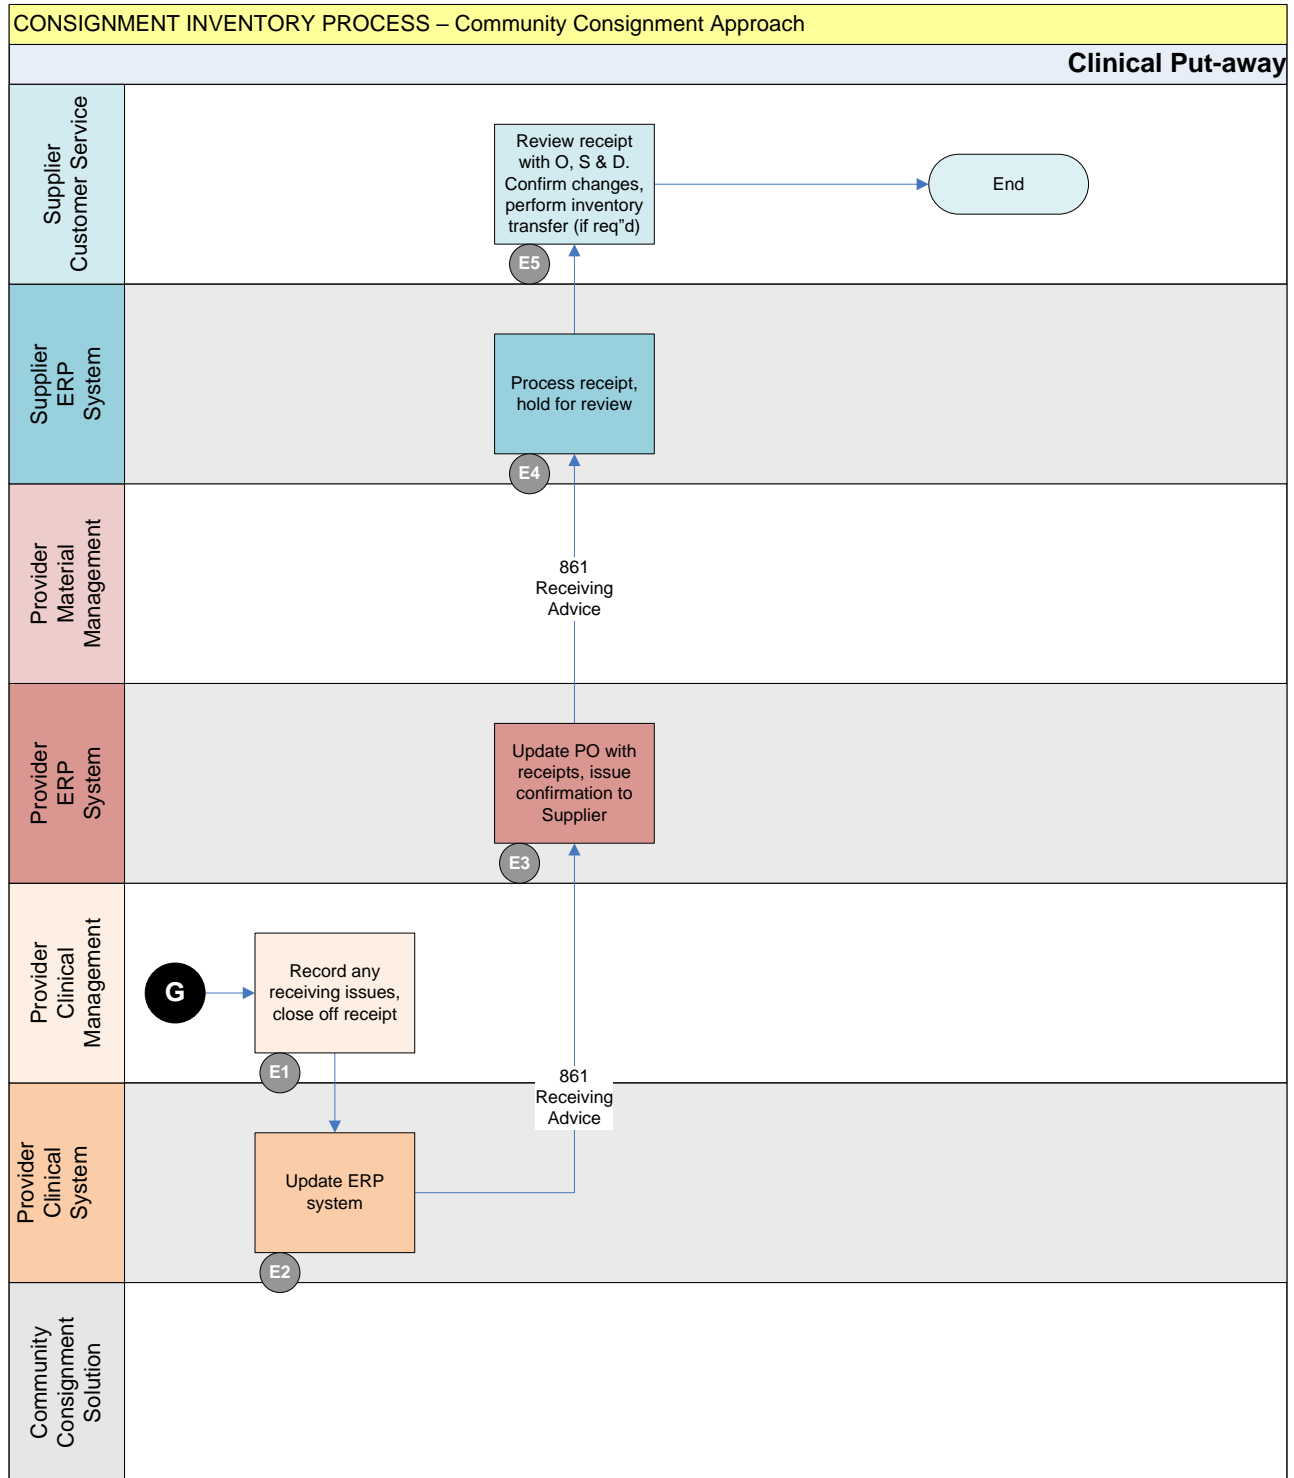 CONSIGNMENT INVENTORY PROCESS – Community Consignment Approach
Clinical Put-away
Supplier
Customer Service
Review receipt
with O, S & D.
Confirm changes,
perform inventory
transfer (if req"d)
E5
End
Supplier
ERP
System
Process receipt,
hold for review
E4
Provider
Material
Management
861
Receiving
Advice
Provider
ERP
System
Update PO with
receipts, issue
confirmation to
Supplier
E3
Provider
Clinical
Management
G
Record any
receiving issues,
close off receipt
E1
861
Receiving
Advice
Provider
Clinical
System
Update ERP
system
E2
Community
Consignment
Solution